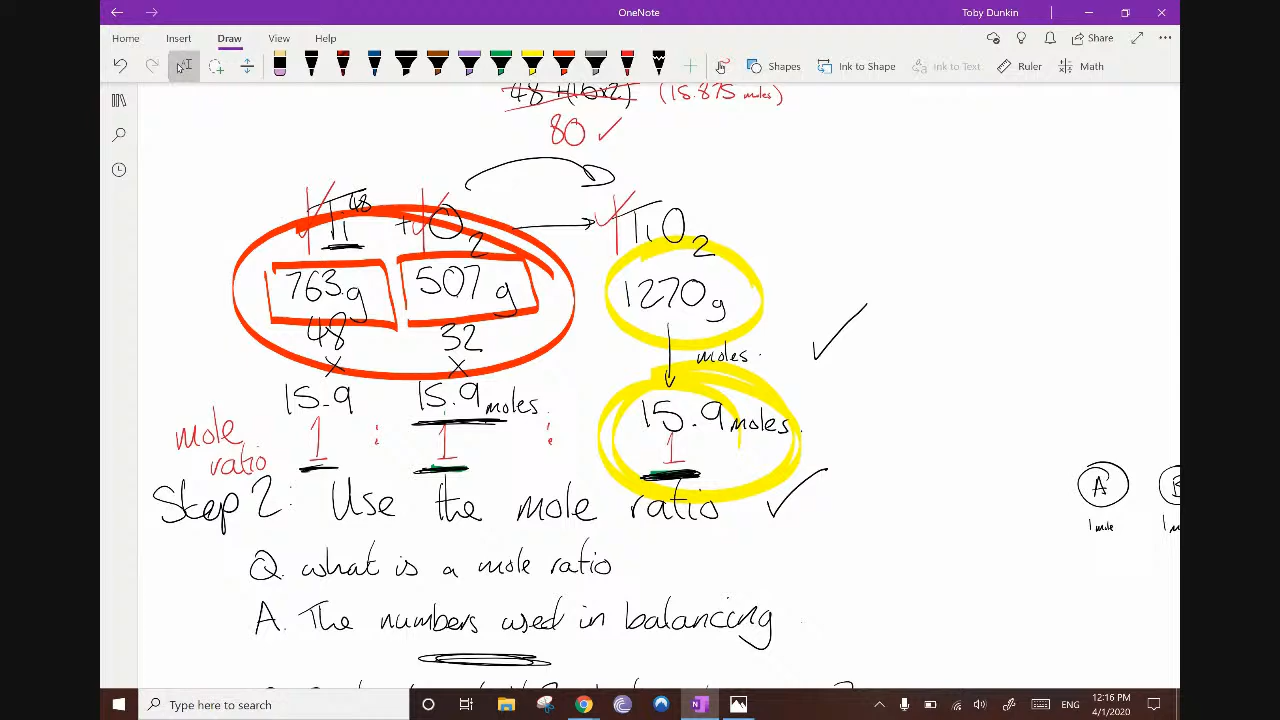 OneNote
Toby Dunkin
Home Insert Draw View Help
Share
Shapes Ink to Shape Ink to Text Ruler Math
48 +(16x2) (15.875 moles)
80 ✓
Ti 48 + O2 → TiO2
763g 507g 1270g
48 32
x x moles. ✓
15.9 15.9 moles. 15.9 moles.
mole ratio 1 : 1 : 1
Step 2: Use the mole ratio ✓
A
1 mole
Q. what is a mole ratio
A. The numbers used in balancing
Type here to search
12:16 PM
ENG
4/1/2020